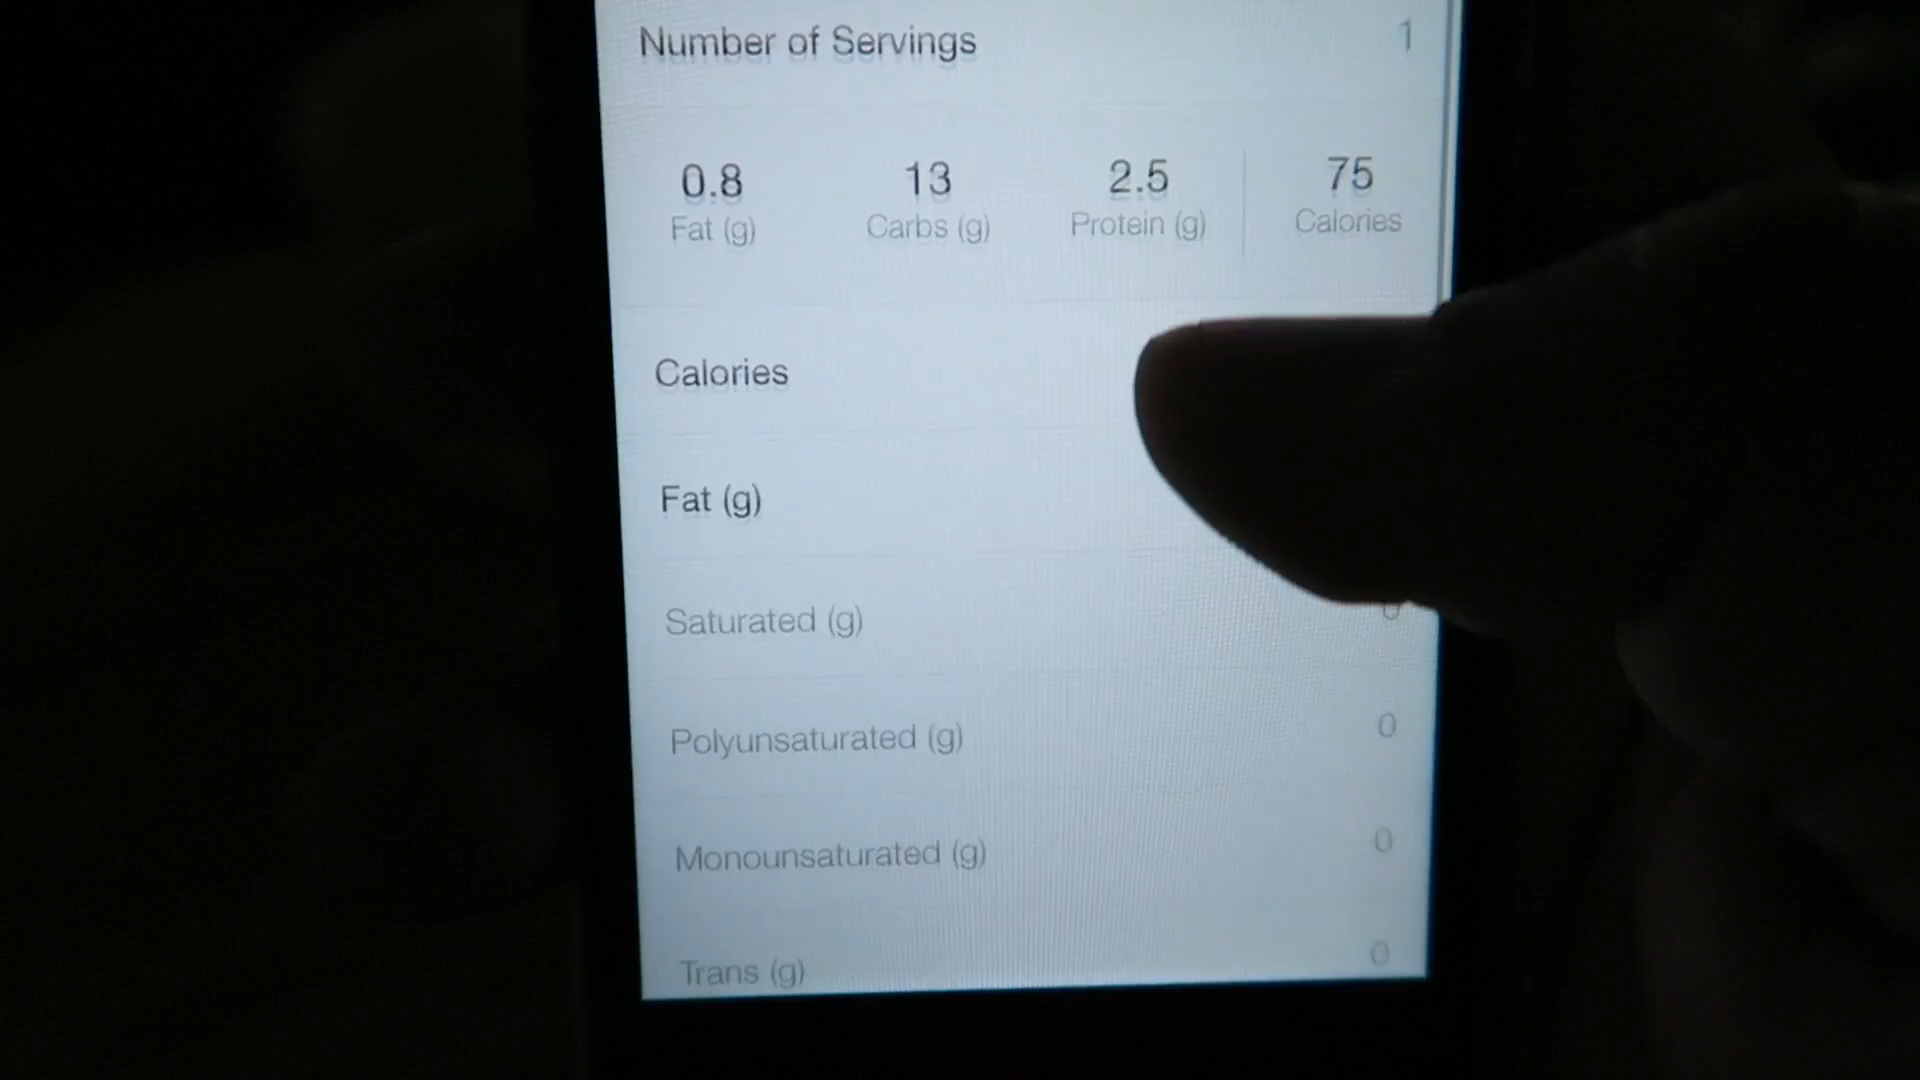 Number of Servings 1
0.8 13 2.5 75
Fat (g) Carbs (g) Protein (g) Calories
Calories
Fat (g)
Saturated (g)
Polyunsaturated (g) 0
Monounsaturated (g) 0
Trans (g) 0